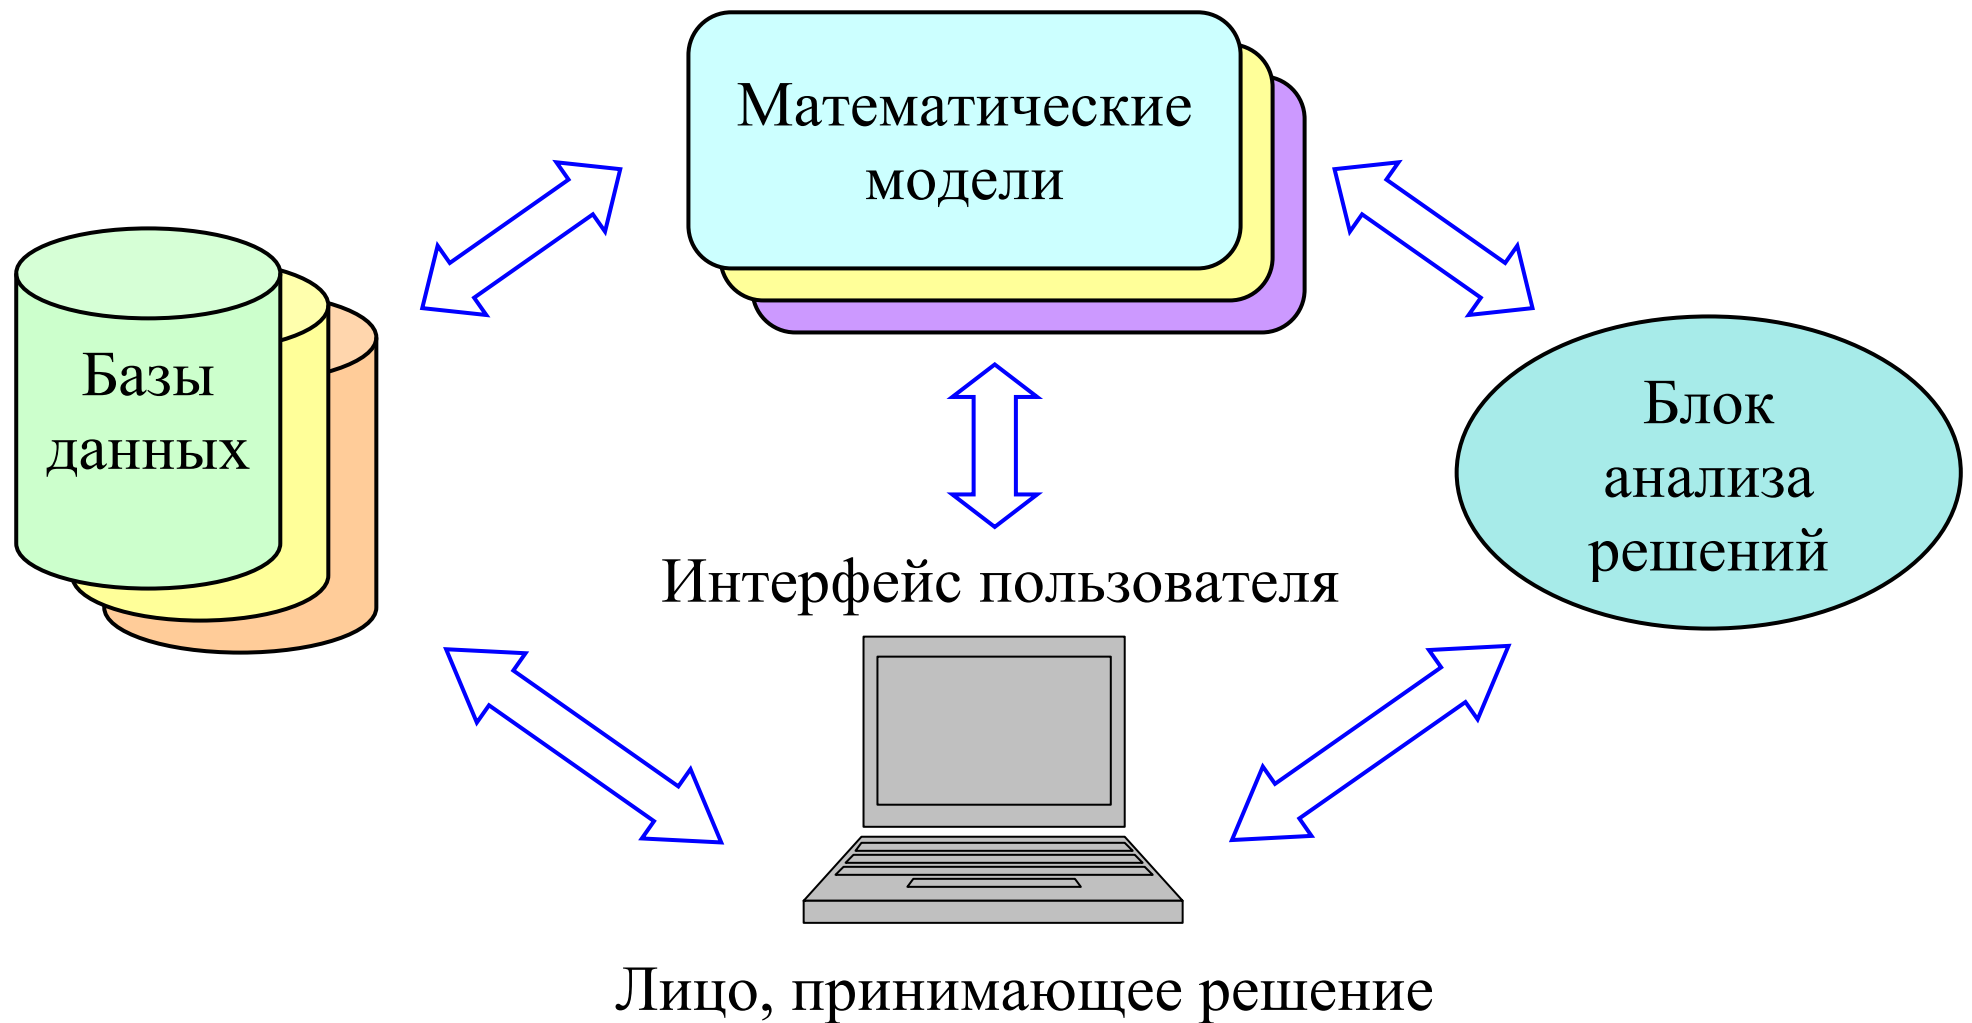 Математические
модели
Базы
данных
Блок
анализа
решений
Интерфейс пользователя
Лицо, принимающее решение